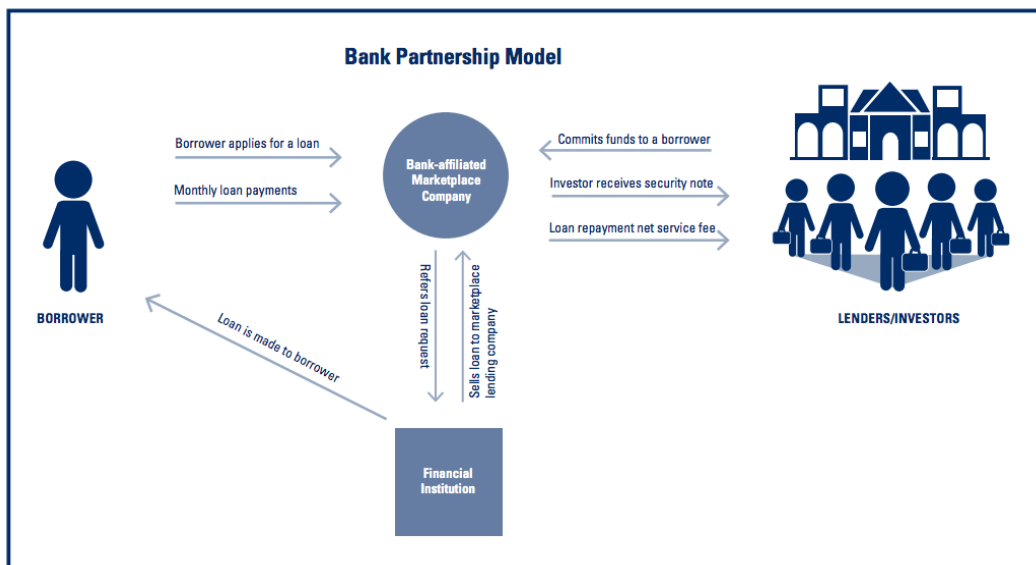 Bank Partnership Model
Borrower applies for a loan
Monthly loan payments
Bank-affiliated
Marketplace
Company
Commits funds to a borrower
Investor receives security note
Loan repayment net service fee
BORROWER
LENDERS/INVESTORS
Loan is made to borrower
Refers loan request
Sells loan to marketplace
lending company
Financial
Institution